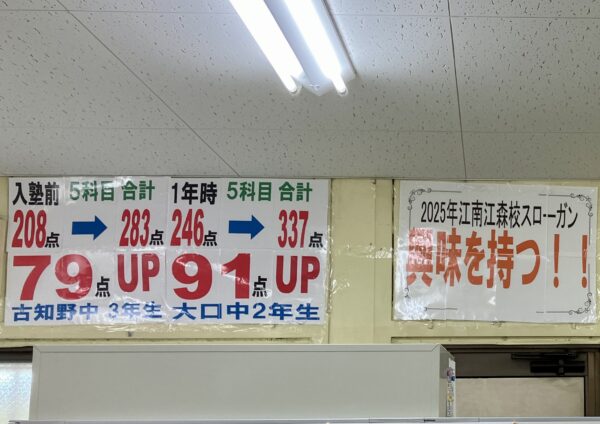 入塾前 5科目 合計
208点 → 283点
79点 UP
古知野中 3年生
1年時 5科目 合計
246点 → 337点
91点 UP
大口中2年生
2025年江南江森校スローガン
興味を持つ！！